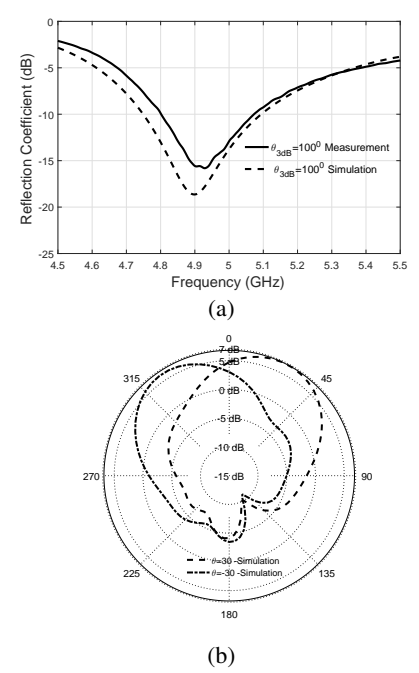 0
-5
-10
-15
-20
-25
Reflection Coefficient (dB)
θ3dB=100⁰ Measurement
θ3dB=100⁰ Simulation
4.5 4.6 4.7 4.8 4.9 5 5.1 5.2 5.3 5.4 5.5
Frequency (GHz)
(a)
0
7 dB
5 dB
315
45
0 dB
-5 dB
-10 dB
270
-15 dB
90
θ=30 -Simulation
θ=-30 -Simulation
225
135
180
(b)